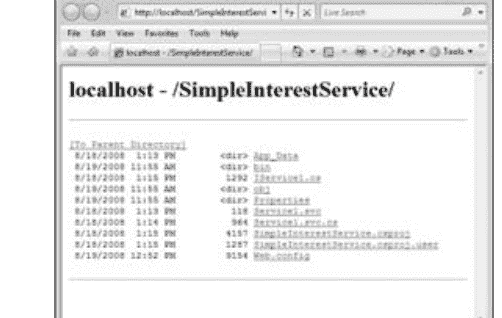 http://localhost/SimpleInterestServi
Live Search
File Edit View Favorites Tools Help
localhost - /SimpleInterestService/
Page Tools
localhost - /SimpleInterestService/
[To Parent Directory]
8/18/2008 1:13 PM <dir> App_Data
8/19/2008 11:55 AM <dir> bin
8/18/2008 1:15 PM 1292 IService1.cs
8/19/2008 11:55 AM <dir> obj
8/19/2008 11:55 AM <dir> Properties
8/18/2008 1:13 PM 118 Service1.svc
8/18/2008 1:14 PM 964 Service1.svc.cs
8/18/2008 1:15 PM 4157 SimpleInterestService.csproj
8/18/2008 1:15 PM 1287 SimpleInterestService.csproj.user
8/19/2008 12:52 PM 9154 Web.config